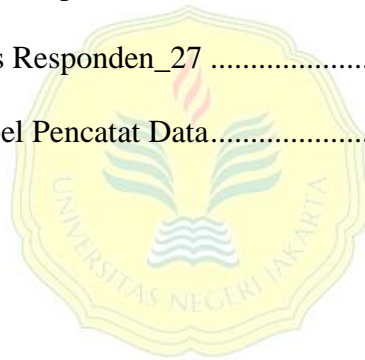 s Responden_27 ....................
el Pencatat Data....................
UNIVERSITAS NEGERI JAKARTA